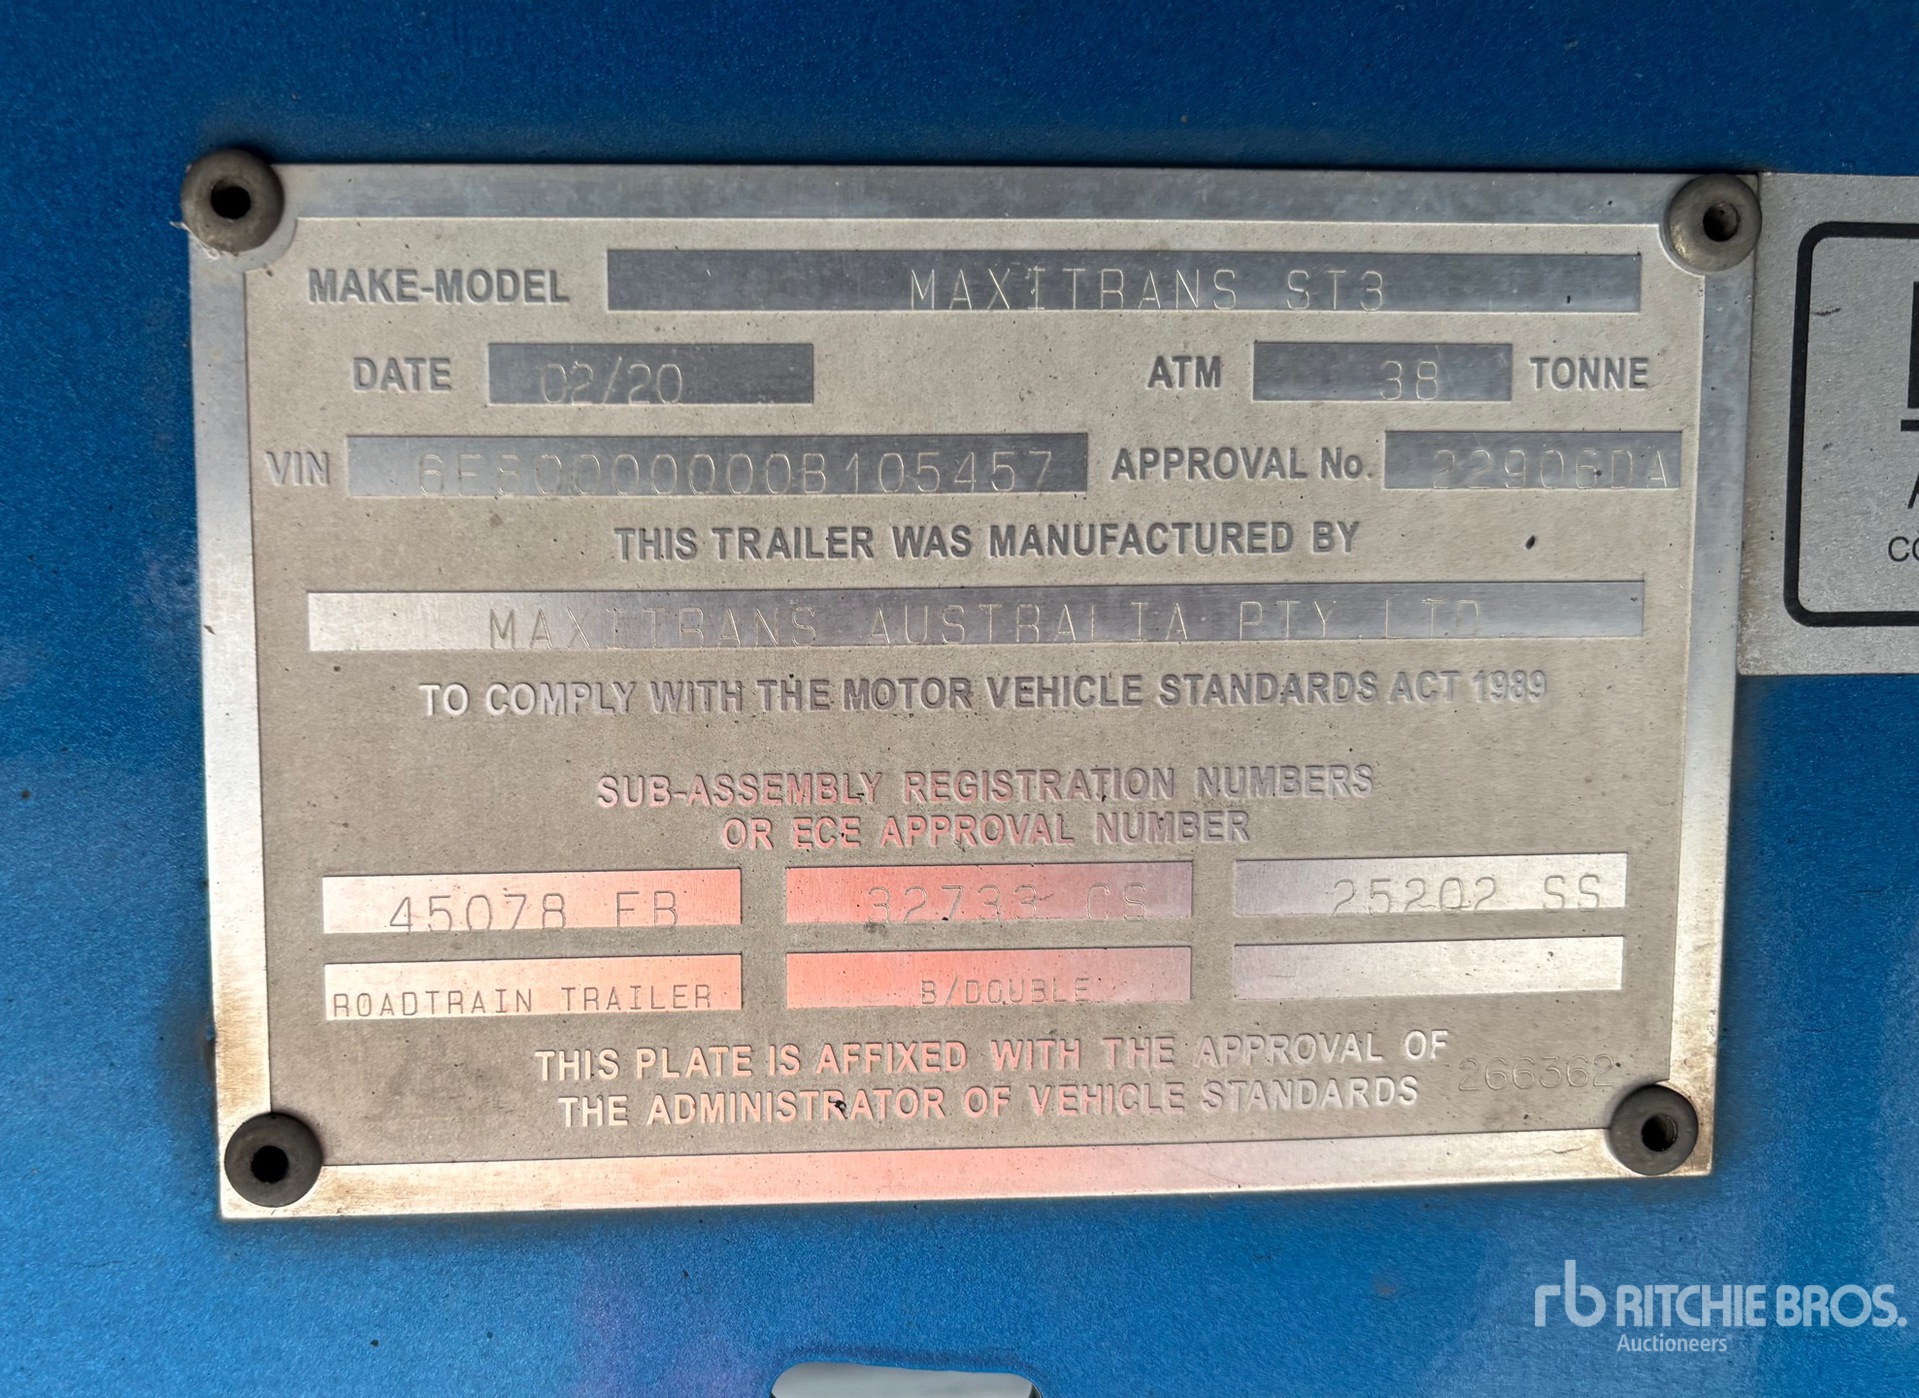 MAKE-MODEL MAXITRANS ST3
DATE 02/20 ATM 38 TONNE
VIN 6E80000000B105457 APPROVAL No. 22906DA
THIS TRAILER WAS MANUFACTURED BY
MAXITRANS AUSTRALIA PTY.LTD
TO COMPLY WITH THE MOTOR VEHICLE STANDARDS ACT 1989
SUB-ASSEMBLY REGISTRATION NUMBERS
OR ECE APPROVAL NUMBER
45078 FB 32733 CS 25202 SS
ROADTRAIN TRAILER B/DOUBLE
THIS PLATE IS AFFIXED WITH THE APPROVAL OF
THE ADMINISTRATOR OF VEHICLE STANDARDS
266362
rb RITCHIE BROS.
Auctioneers